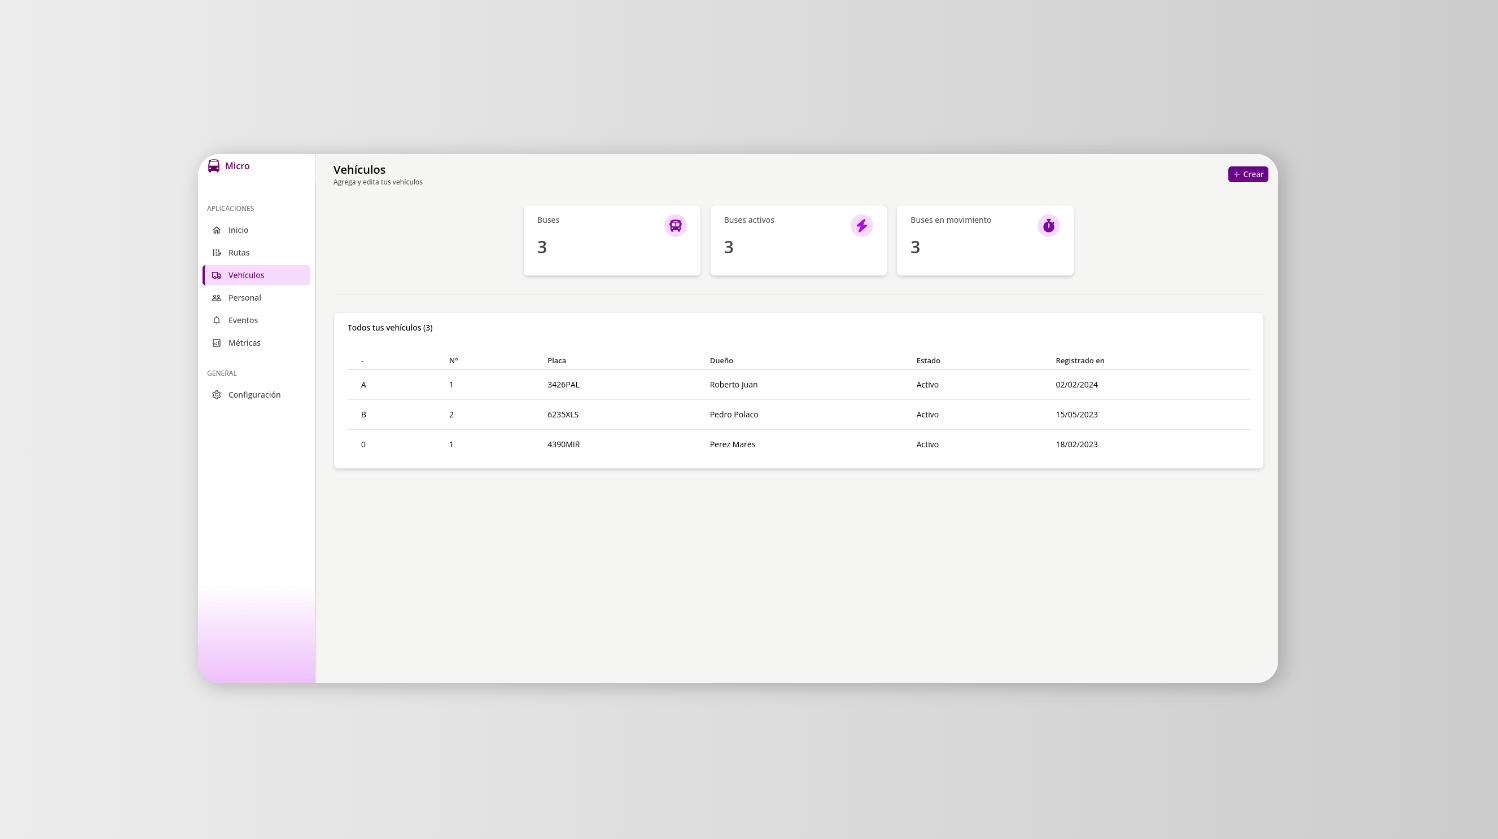 Micro
APLICACIONES
Inicio
Rutas
Vehículos
Personal
Eventos
Métricas
GENERAL
Configuración
Vehículos
Agrega y edita tus vehículos
+ Crear
Buses
3
Buses activos
3
Buses en movimiento
3
Todos tus vehículos (3)
- N° Placa Dueño Estado Registrado en
A 1 3426PAL Roberto Juan Activo 02/02/2024
B 2 6235XLS Pedro Polaco Activo 15/05/2023
0 1 4390MIR Perez Mares Activo 18/02/2023